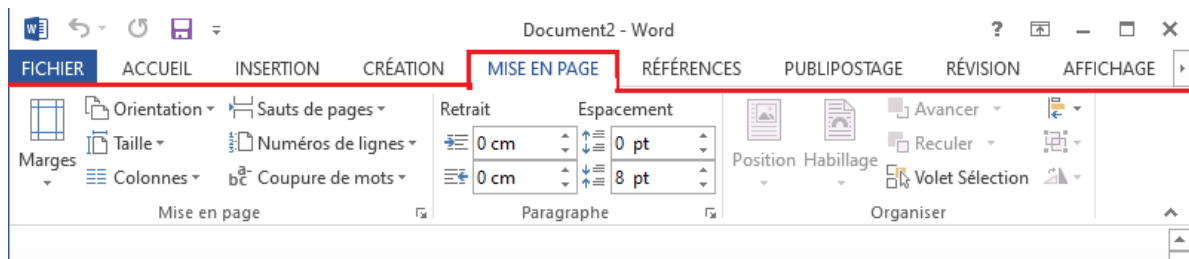 Document2 - Word
FICHIER ACCUEIL INSERTION CRÉATION MISE EN PAGE RÉFÉRENCES PUBLIPOSTAGE RÉVISION AFFICHAGE
Orientation Sauts de pages Retrait Espacement Avancer
Taille Numéros de lignes 0 cm 0 pt Reculer
Marges Colonnes bc a- Coupure de mots 0 cm 8 pt Position Habillage Volet Sélection
Mise en page Paragraphe Organiser